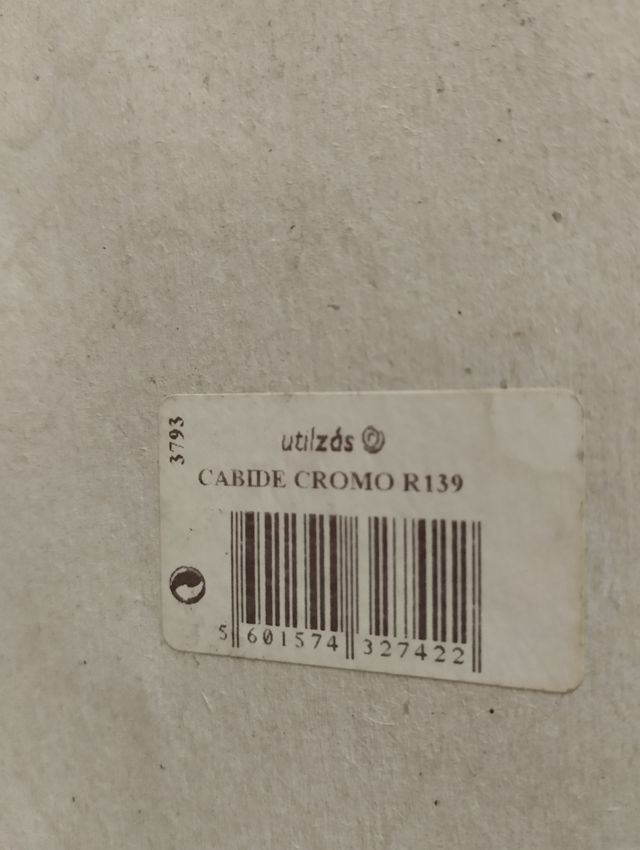 3793
utilzás
CABIDE CROMO R139
5 601574 327422